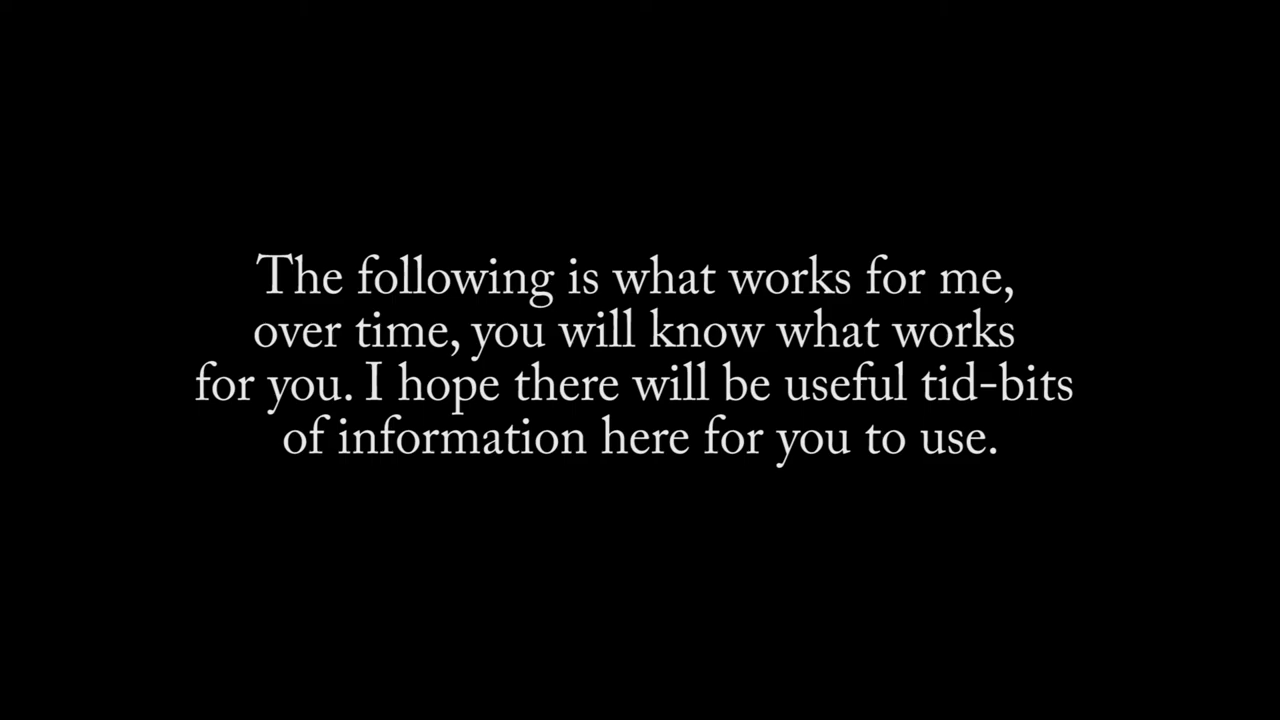 The following is what works for me,
over time, you will know what works
for you. I hope there will be useful tid-bits
of information here for you to use.